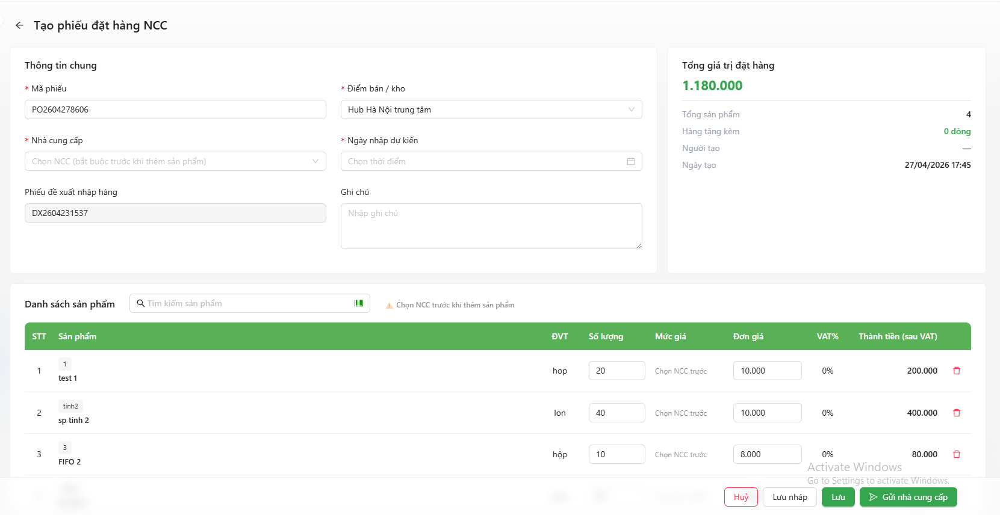 Tạo phiếu đặt hàng NCC
Thông tin chung
* Mã phiếu
PO2604278606
* Điểm bán / kho
Hub Hà Nội trung tâm
* Nhà cung cấp
Chọn NCC (bắt buộc trước khi thêm sản phẩm)
* Ngày nhập dự kiến
Chọn thời điểm
Phiếu đề xuất nhập hàng
DX2604231537
Ghi chú
Nhập ghi chú
Tổng giá trị đặt hàng
1.180.000
Tổng sản phẩm 4
Hàng tặng kèm 0 dòng
Người tạo —
Ngày tạo 27/04/2026 17:45
Danh sách sản phẩm
Tìm kiếm sản phẩm
Chọn NCC trước khi thêm sản phẩm
STT Sản phẩm ĐVT Số lượng Mức giá Đơn giá VAT% Thành tiền (sau VAT)
1
1 hop 20 Chọn NCC trước 10.000 0% 200.000
test 1
tinh2
2 lon 40 Chọn NCC trước 10.000 0% 400.000
sp tinh 2
3
3 hộp 10 Chọn NCC trước 8.000 0% 80.000
FIFO 2
Activate Windows
Go to Settings to activate Windows.
Huỷ Lưu nháp Lưu Gửi nhà cung cấp